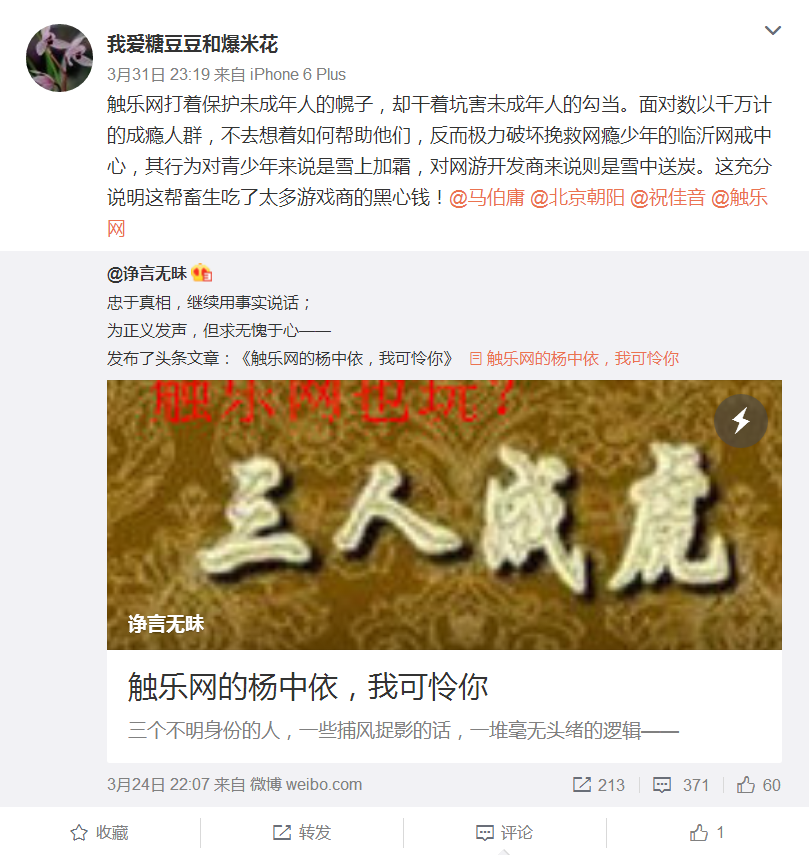 我爱糖豆豆和爆米花
3月31日 23:19 来自 iPhone 6 Plus
触乐网打着保护未成年人的幌子，却干着坑害未成年人的勾当。面对数以千万计
的成瘾人群，不去想着如何帮助他们，反而极力破坏挽救网瘾少年的临沂网戒中
心，其行为对青少年来说是雪上加霜，对网游开发商来说则是雪中送炭。这充分
说明这帮畜生吃了太多游戏商的黑心钱！@马伯庸 @北京朝阳 @祝佳音 @触乐
网
@诤言无昧
忠于真相，继续用事实说话；
为正义发声，但求无愧于心——
发布了头条文章：《触乐网的杨中依，我可怜你》 触乐网的杨中依，我可怜你
触乐网也玩？
三人成虎
诤言无昧
触乐网的杨中依，我可怜你
三个不明身份的人，一些捕风捉影的话，一堆毫无头绪的逻辑——
3月24日 22:07 来自 微博 weibo.com 213 371 60
收藏 转发 评论 1